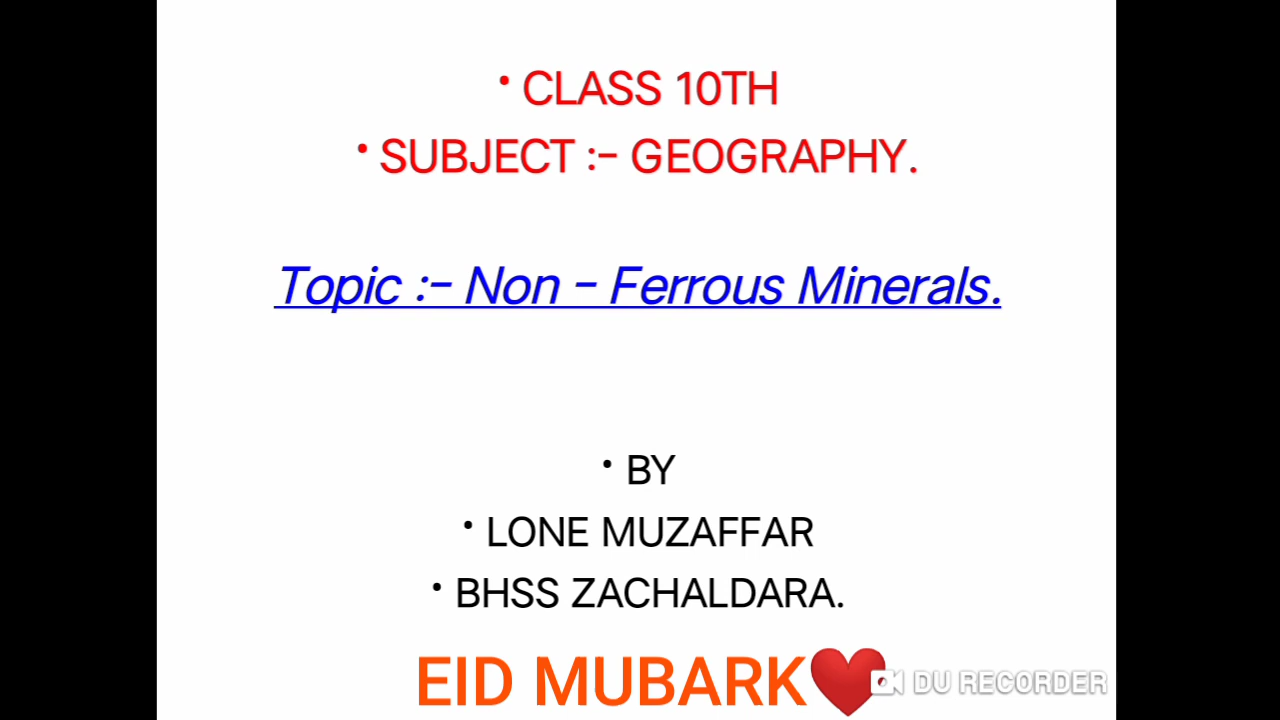 • CLASS 10TH
• SUBJECT :- GEOGRAPHY.
Topic :- Non - Ferrous Minerals.
• BY
• LONE MUZAFFAR
• BHSS ZACHALDARA.
EID MUBARK❤️
DU RECORDER